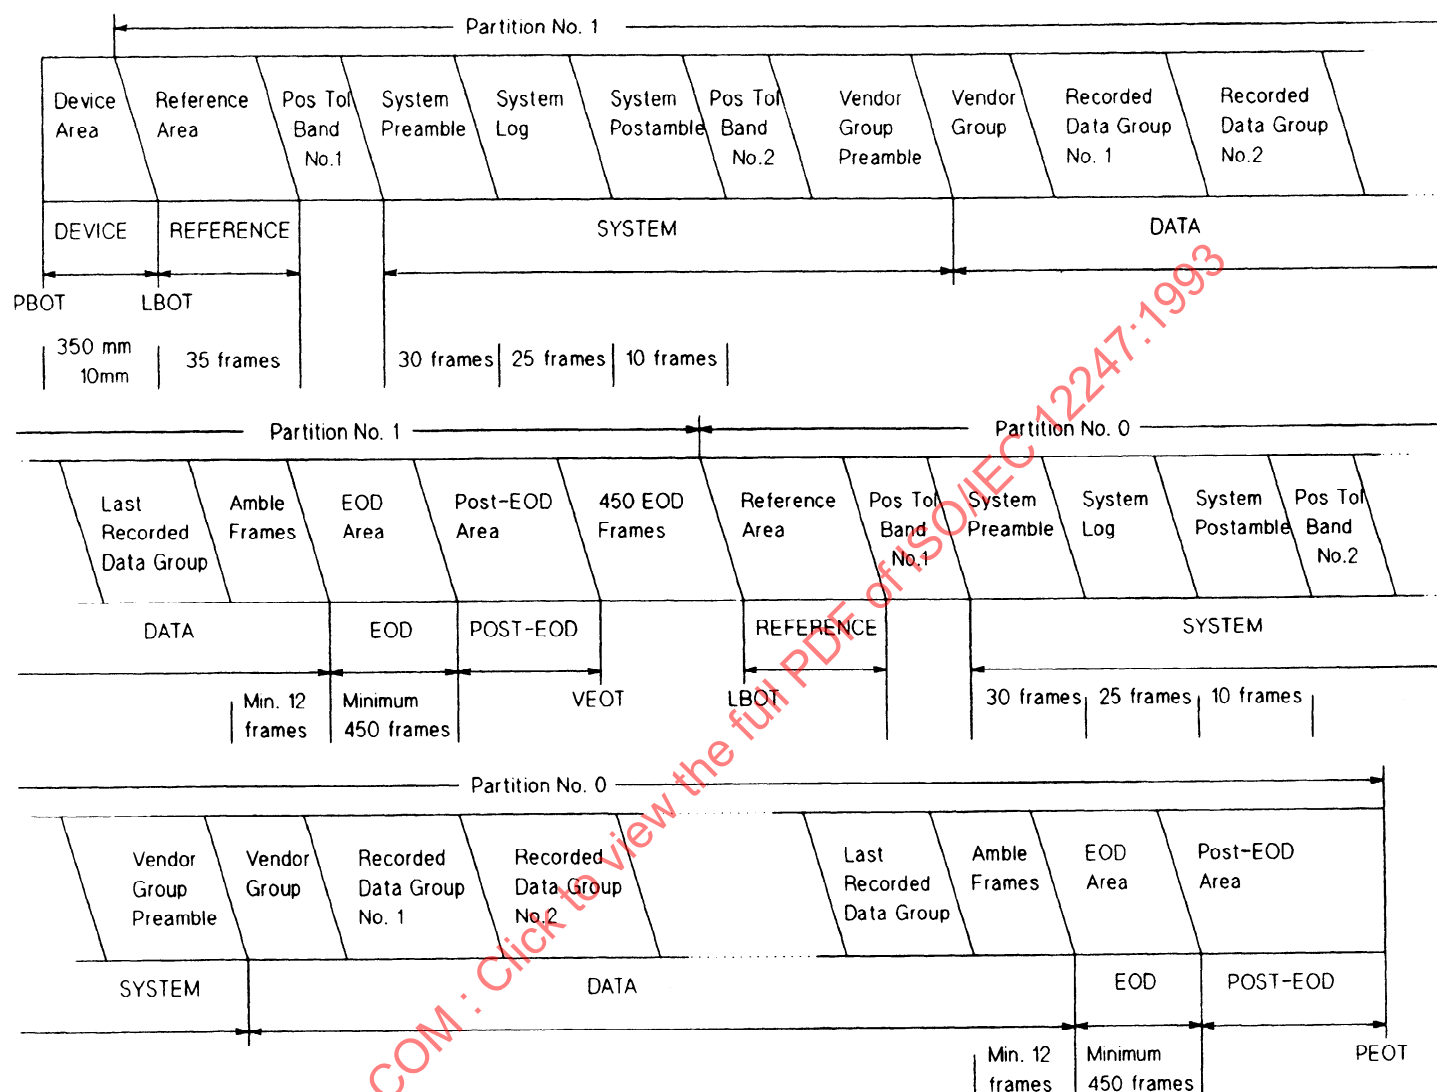 Partition No. 1
Device Area
Reference Area
Pos Tol Band No.1
System Preamble
System Log
System Postamble
Pos Tol Band No.2
Vendor Group Preamble
Vendor Group
Recorded Data Group No. 1
Recorded Data Group No.2
DEVICE
REFERENCE
SYSTEM
DATA
PBOT
LBOT
350 mm
10mm
35 frames
30 frames
25 frames
10 frames
Partition No. 1
Partition No. 0
Last Recorded Data Group
Amble Frames
EOD Area
Post-EOD Area
450 EOD Frames
Reference Area
Pos Tol Band No.1
System Preamble
System Log
System Postamble
Pos Tol Band No.2
DATA
EOD
POST-EOD
REFERENCE
SYSTEM
VEOT
LBOT
Min. 12 frames
Minimum 450 frames
30 frames
25 frames
10 frames
Partition No. 0
Vendor Group Preamble
Vendor Group
Recorded Data Group No. 1
Recorded Data Group No.2
Last Recorded Data Group
Amble Frames
EOD Area
Post-EOD Area
SYSTEM
DATA
EOD
POST-EOD
PEOT
Min. 12 frames
Minimum 450 frames
COM : Click to view the full PDF of ISO/IEC 12247:1993